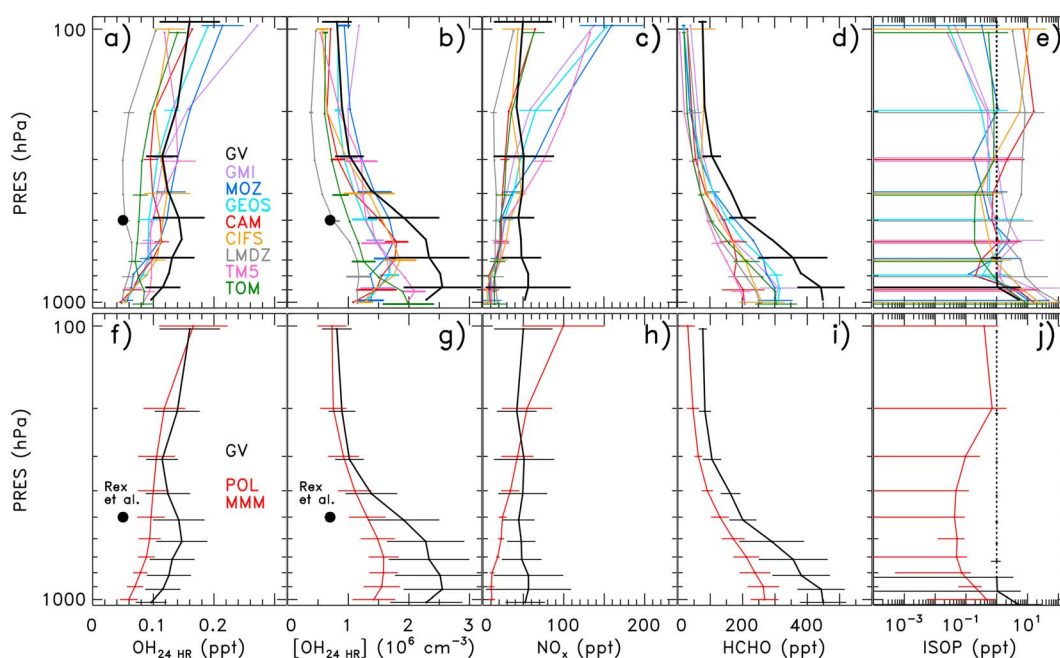 a)
b)
c)
d)
e)
100
1000
PRES (hPa)
GV
GMI
MOZ
GEOS
CAM
CIFS
LMDZ
TM5
TOM
f)
g)
h)
i)
j)
100
1000
PRES (hPa)
GV
Rex
et al.
POL
MMM
Rex
et al.
0 0.1 0.2
OH24 HR (ppt)
0 1 2 3
[OH24 HR] (10^6 cm^-3)
0 100 200
NOx (ppt)
0 200 400 600
HCHO (ppt)
10^-3 10^-1 10^1
ISOP (ppt)